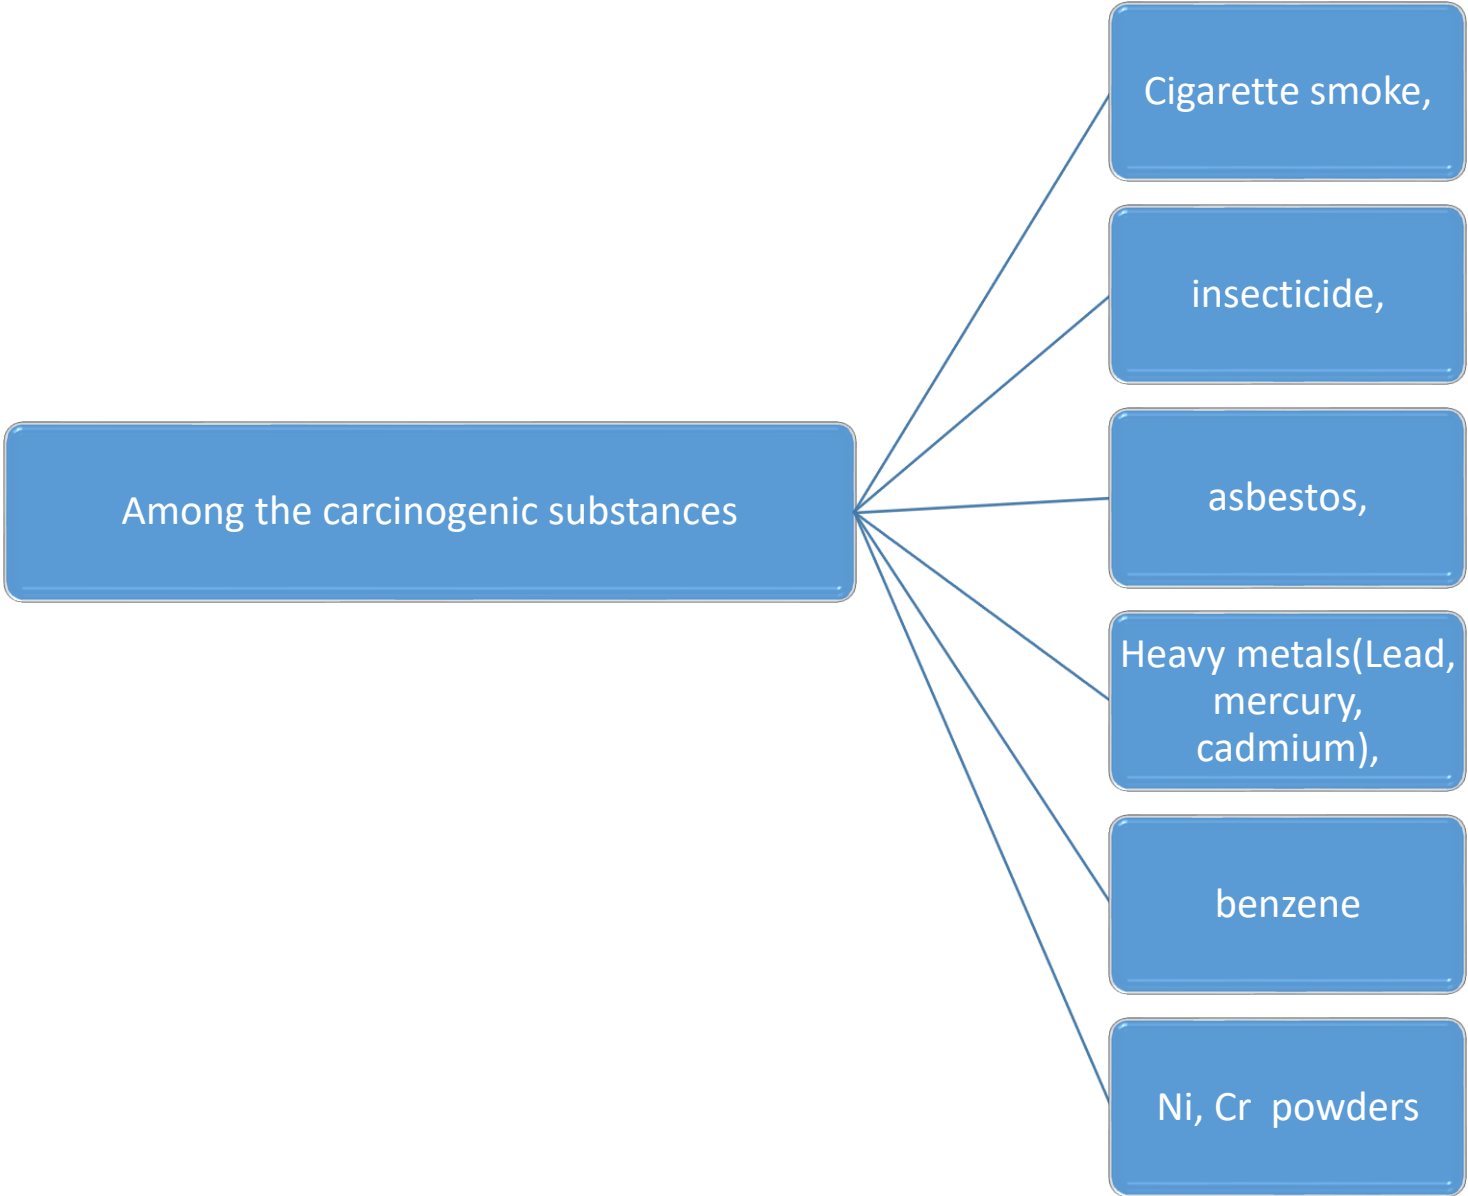 Cigarette smoke,
insecticide,
Among the carcinogenic substances
asbestos,
Heavy metals(Lead,
mercury,
cadmium),
benzene
Ni, Cr  powders